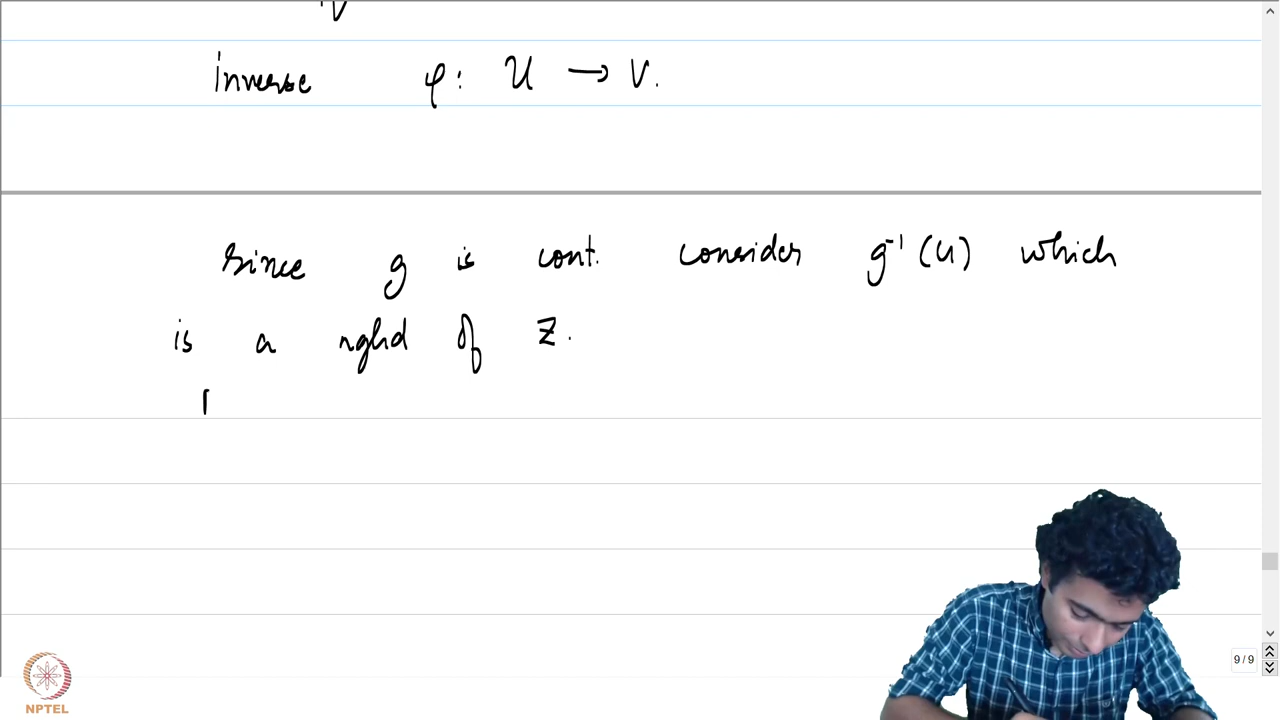 inverse φ: U → V.
since g is cont. consider g⁻¹(U) which
is a nghd of z.
9 / 9
NPTEL